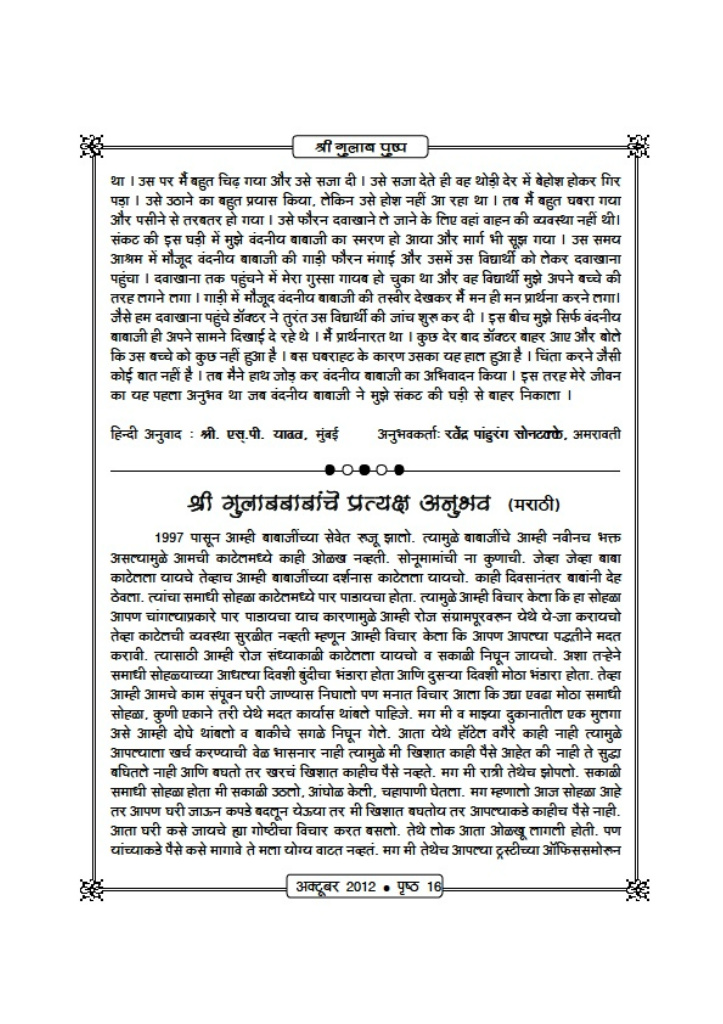 श्री गुलाब पुष्प
था । उस पर मैं बहुत चिढ़ गया और उसे सजा दी । उसे सजा देते ही वह थोड़ी देर में बेहोश होकर गिर
पड़ा । उसे उठाने का बहुत प्रयास किया, लेकिन उसे होश नहीं आ रहा था । तब मैं बहुत घबरा गया
और पसीने से तरबतर हो गया । उसे फौरन दवाखाने ले जाने के लिए वहां वाहन की व्यवस्था नहीं थी।
संकट की इस घड़ी में मुझे वंदनीय बाबाजी का स्मरण हो आया और मार्ग भी सूझ गया । उस समय
आश्रम में मौजूद वंदनीय बाबाजी की गाड़ी फौरन मंगाई और उसमें उस विद्यार्थी को लेकर दवाखाना
पहुंचा । दवाखाना तक पहुंचने में मेरा गुस्सा गायब हो चुका था और वह विद्यार्थी मुझे अपने बच्चे की
तरह लगने लगा । गाड़ी में मौजूद वंदनीय बाबाजी की तस्वीर देखकर मैं मन ही मन प्रार्थना करने लगा।
जैसे हम दवाखाना पहुंचे डॉक्टर ने तुरंत उस विद्यार्थी की जांच शुरू कर दी । इस बीच मुझे सिर्फ वंदनीय
बाबाजी ही अपने सामने दिखाई दे रहे थे । मैं प्रार्थनारत था । कुछ देर बाद डॉक्टर बाहर आए और बोले
कि उस बच्चे को कुछ नहीं हुआ है । बस घबराहट के कारण उसका यह हाल हुआ है । चिंता करने जैसी
कोई बात नहीं है । तब मैने हाथ जोड़ कर वंदनीय बाबाजी का अभिवादन किया । इस तरह मेरे जीवन
का यह पहला अनुभव था जब वंदनीय बाबाजी ने मुझे संकट की घड़ी से बाहर निकाला ।
हिन्दी अनुवाद : श्री. एस.पी. यादव, मुंबई अनुभवकर्ताः रवेंद्र पांडुरंग सोनटक्के, अमरावती
श्री गुलाबबाबांचे प्रत्यक्ष अनुभव (मराठी)
1997 पासून आम्ही बाबाजींच्या सेवेत रुजू झालो. त्यामुळे बाबाजींचे आम्ही नवीनच भक्त
असल्यामुळे आमची काटेलमध्ये काही ओळख नव्हती. सोनूमामांची ना कुणाची. जेव्हा जेव्हा बाबा
काटेलला यायचे तेव्हाच आम्ही बाबाजींच्या दर्शनास काटेलला यायचो. काही दिवसानंतर बाबांनी देह
ठेवला. त्यांचा समाधी सोहळा काटेलमध्ये पार पाडायचा होता. त्यामुळे आम्ही विचार केला कि हा सोहळा
आपण चांगल्याप्रकारे पार पाडायचा याच कारणामुळे आम्ही रोज संग्रामपूरवरुन येथे ये-जा करायचो
तेव्हा काटेलची व्यवस्था सुरळीत नव्हती म्हणून आम्ही विचार केला कि आपण आपल्या पद्धतीने मदत
करावी. त्यासाठी आम्ही रोज संध्याकाळी काटेलला यायचो व सकाळी निघून जायचो. अशा तऱ्हेने
समाधी सोहळ्याच्या आधल्या दिवशी बुंदीचा भंडारा होता आणि दुसऱ्या दिवशी मोठा भंडारा होता. तेव्हा
आम्ही आमचे काम संपूवन घरी जाण्यास निघालो पण मनात विचार आला कि उद्या एवढा मोठा समाधी
सोहळा, कुणी एकाने तरी येथे मदत कार्यास थांबले पाहिजे. मग मी व माझ्या दुकानातील एक मुलगा
असे आम्ही दोघे थांबलो व बाकीचे सगळे निघून गेले. आता येथे हॉटेल वगैरे काही नाही त्यामुळे
आपल्याला खर्च करण्याची वेळ भासनार नाही त्यामुळे मी खिशात काही पैसे आहेत की नाही ते सुद्धा
बघितले नाही आणि बघतो तर खरचं खिशात काहीच पैसे नव्हते. मग मी रात्री तेथेच झोपलो. सकाळी
समाधी सोहळा होता मी सकाळी उठलो, आंघोळ केली, चहापाणी घेतला. मग म्हणालो आज सोहळा आहे
तर आपण घरी जाऊन कपडे बदलून येऊया तर मी खिशात बघतोय तर आपल्याकडे काहीच पैसे नाही.
आता घरी कसे जायचे ह्या गोष्टीचा विचार करत बसलो. तेथे लोक आता ओळखू लागली होती. पण
यांच्याकडे पैसे कसे मागावे ते मला योग्य वाटत नव्हतं. मग मी तेथेच आपल्या ट्रस्टीच्या ऑफिससमोरून
अक्टूबर 2012 ● पृष्ठ 16